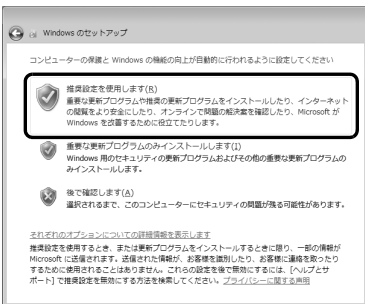 Windows のセットアップ
コンピューターの保護と Windows の機能の向上が自動的に行われるように設定してください
推奨設定を使用します(R)
重要な更新プログラムや推奨の更新プログラムをインストールしたり、インターネット
の閲覧をより安全にしたり、オンラインで問題の解決案を確認したり、Microsoft が
Windows を改善するために役立てたりします。
重要な更新プログラムのみインストールします(I)
Windows 用のセキュリティの更新プログラムおよびその他の重要な更新プログラムの
みインストールします。
後で確認します(A)
選択されるまで、このコンピューターにセキュリティの問題が残る可能性があります。
それぞれのオプションについての詳細情報を表示します
推奨設定を使用するとき、または更新プログラムをインストールするときに限り、一部の情報が
Microsoft に送信されます。送信された情報が、お客様を識別したり、お客様に連絡を取ったり
するために使用されることはありません。これらの設定を後で無効にするには、[ヘルプとサ
ポート] で推奨設定を無効にする方法を検索してください。プライバシーに関する声明